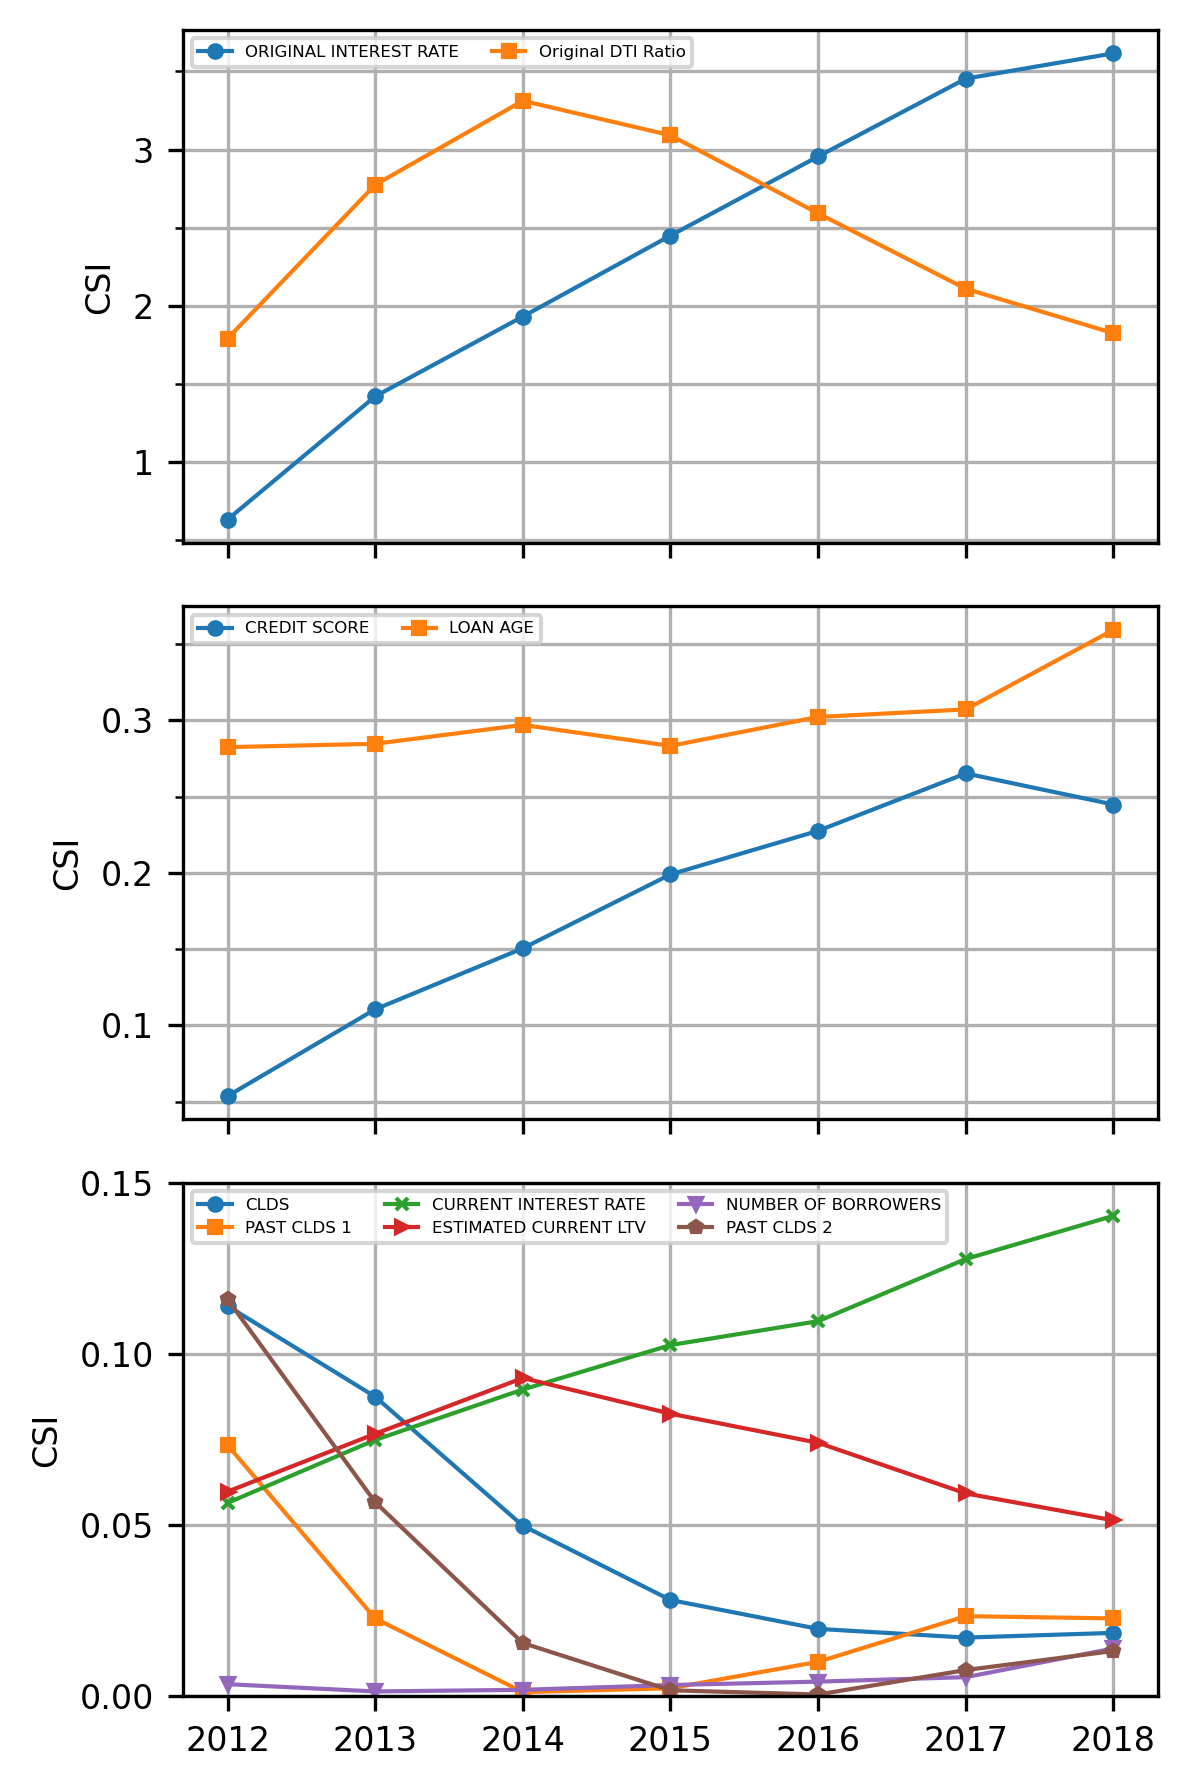 ORIGINAL INTEREST RATE Original DTI Ratio
3
2
1
CSI
CREDIT SCORE LOAN AGE
0.3
0.2
0.1
CSI
0.15
CLDS CURRENT INTEREST RATE NUMBER OF BORROWERS
PAST CLDS 1 ESTIMATED CURRENT LTV PAST CLDS 2
0.10
0.05
0.00
CSI
2012 2013 2014 2015 2016 2017 2018